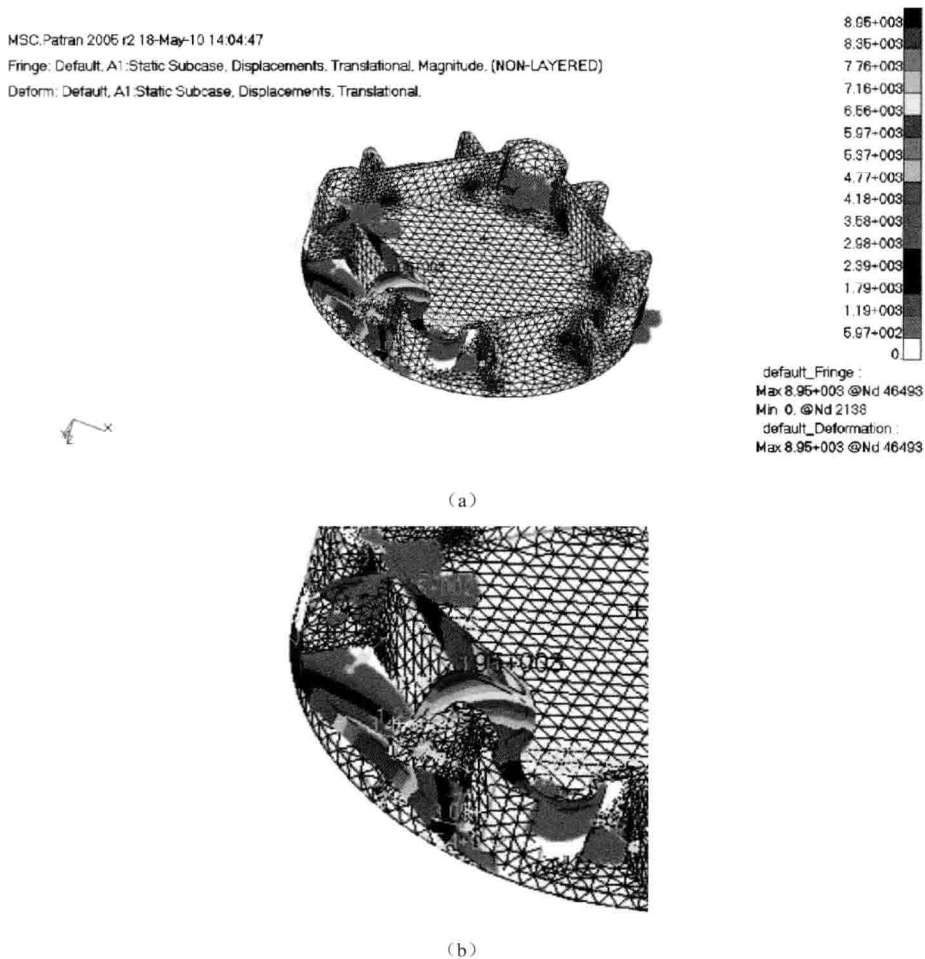 MSC.Patran 2005 r2 18-May-10 14:04:47
Fringe: Default, A1:Static Subcase, Displacements, Translational, Magnitude, (NON-LAYERED)
Deform: Default, A1:Static Subcase, Displacements, Translational,
8.95+003
8.35+003
7.76+003
7.16+003
6.56+003
5.97+003
5.37+003
4.77+003
4.18+003
3.58+003
2.98+003
2.39+003
1.79+003
1.19+003
5.97+002
0.
default_Fringe :
Max 8.95+003 @Nd 46493
Min 0. @Nd 2138
default_Deformation :
Max 8.95+003 @Nd 46493
X
Z
(a)
(b)